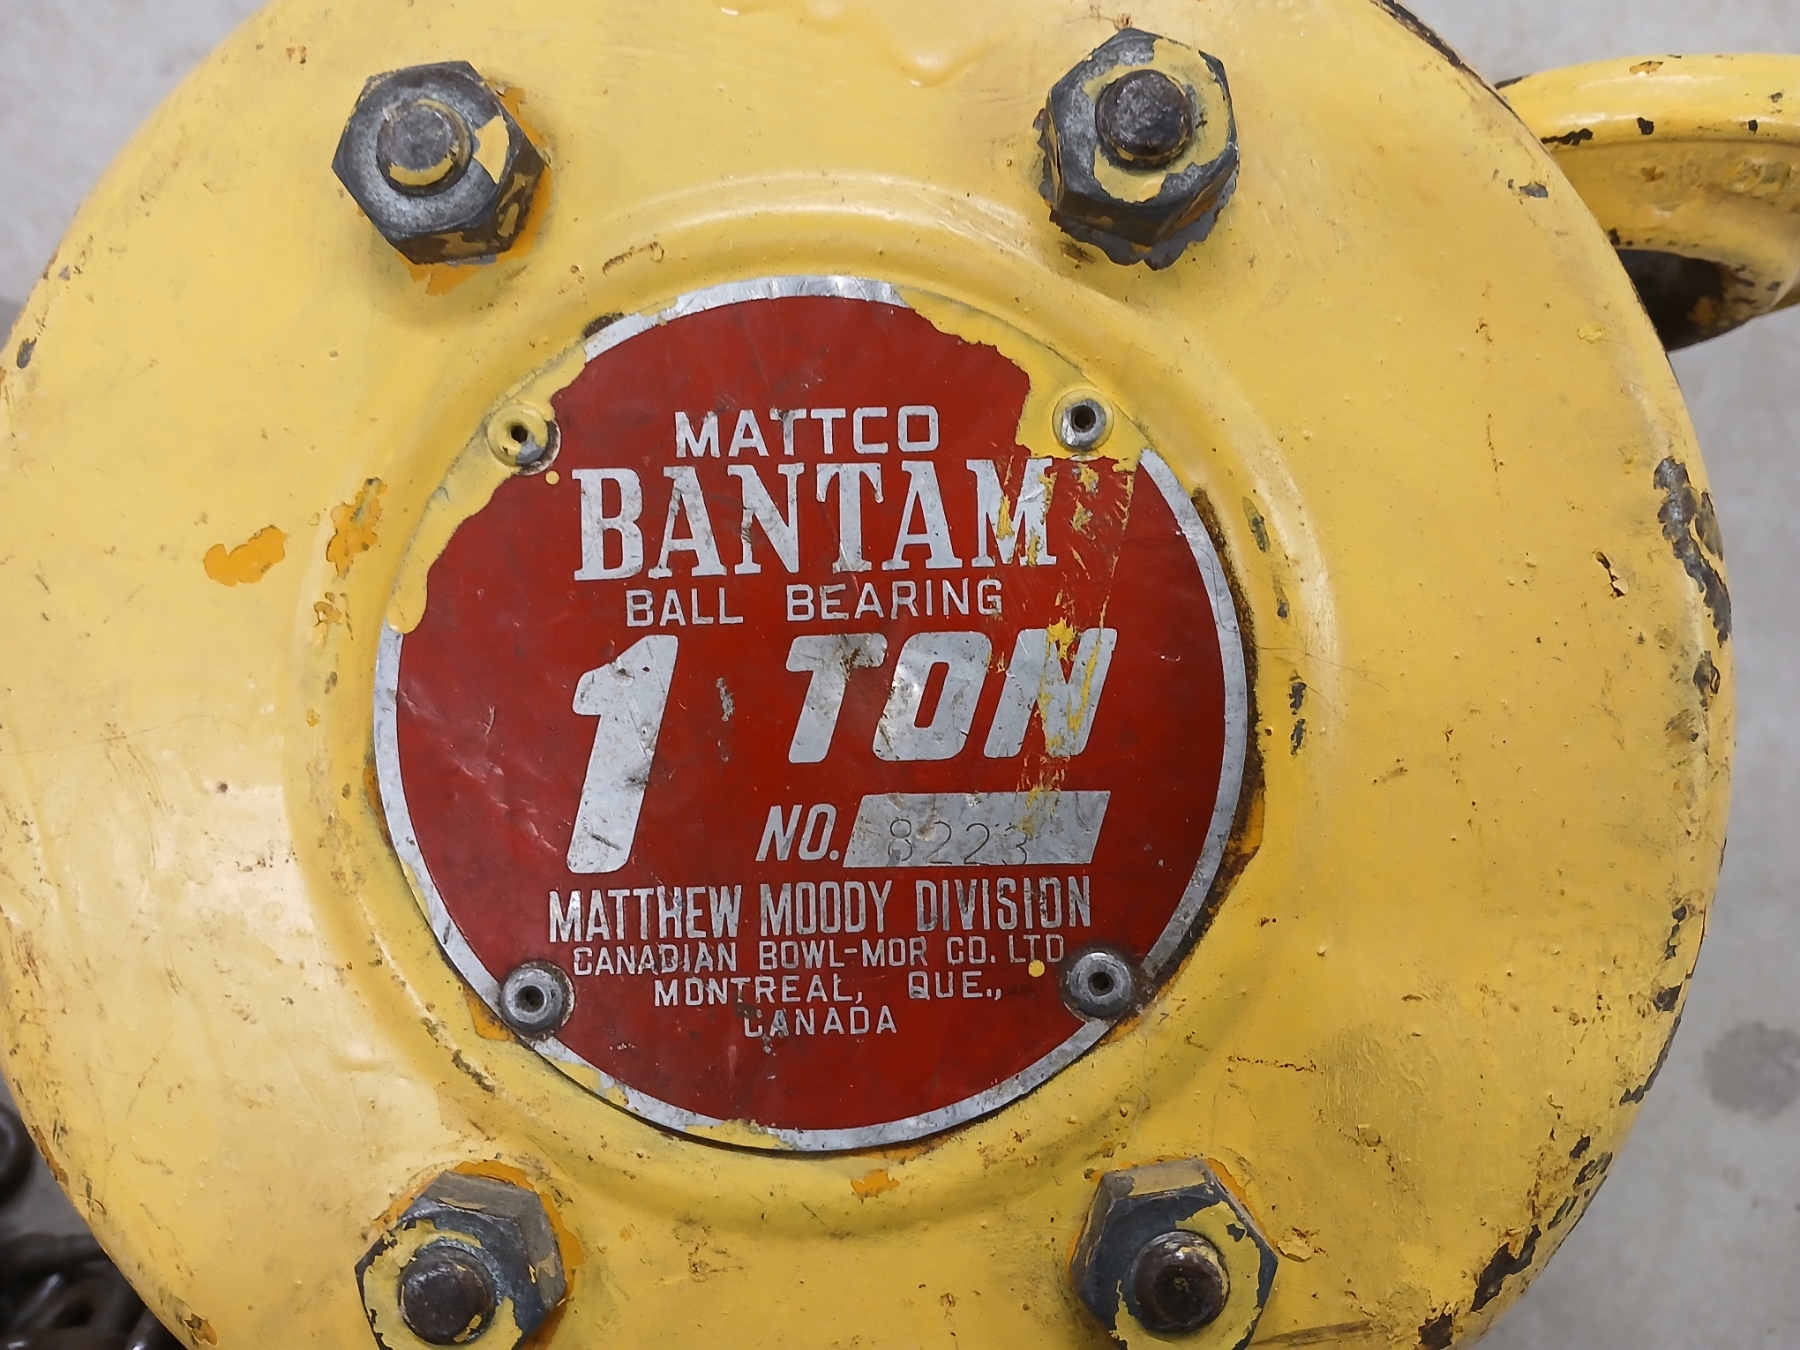 MATTCO
BANTAM
BALL BEARING
1 TON
NO. 8223
MATTHEW MOODY DIVISION
CANADIAN BOWL-MOR CO. LTD
MONTREAL, QUE.,
CANADA